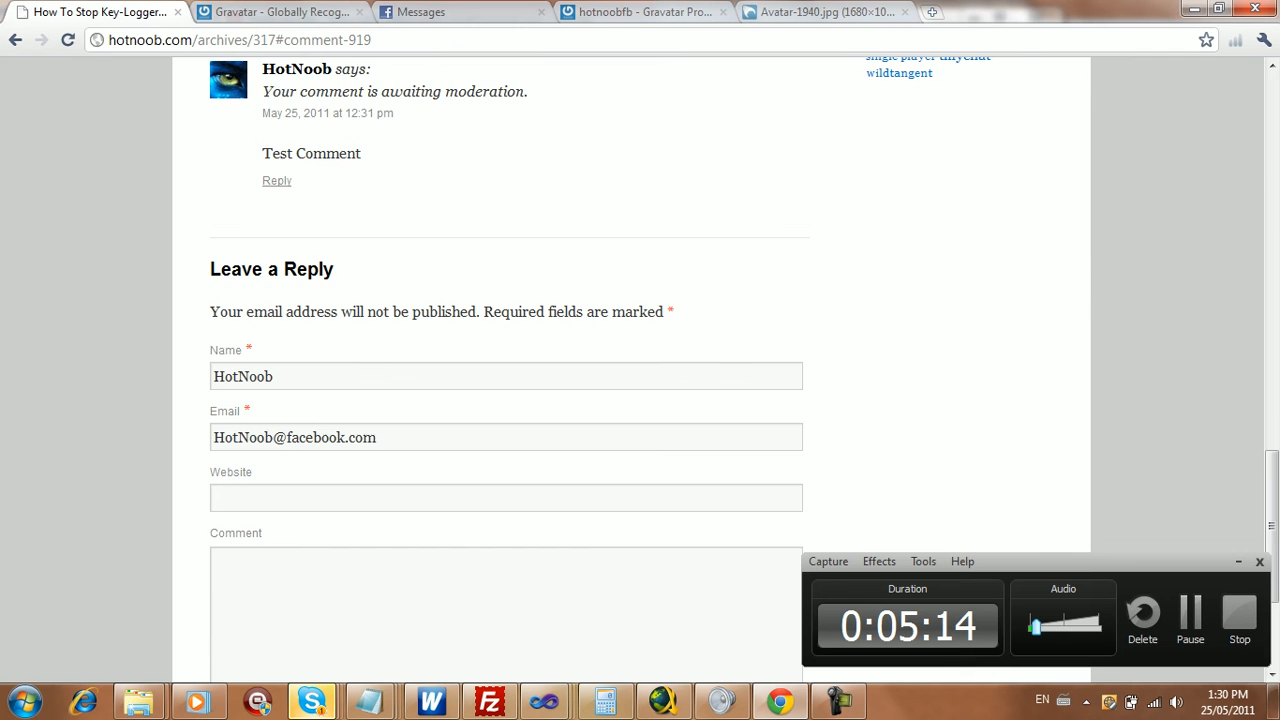 How To Stop Key-Logger...
Gravatar - Globally Recog...
Messages
hotnoobfb - Gravatar Pro...
Avatar-1940.jpg (1680×10...
hotnoob.com/archives/317#comment-919
single player tinychat
wildtangent
HotNoob says:
Your comment is awaiting moderation.
May 25, 2011 at 12:31 pm
Test Comment
Reply
Leave a Reply
Your email address will not be published. Required fields are marked *
Name *
HotNoob
Email *
HotNoob@facebook.com
Website
Comment
Capture Effects Tools Help
Duration
Audio
0:05:14
Delete Pause Stop
EN
1:30 PM
25/05/2011